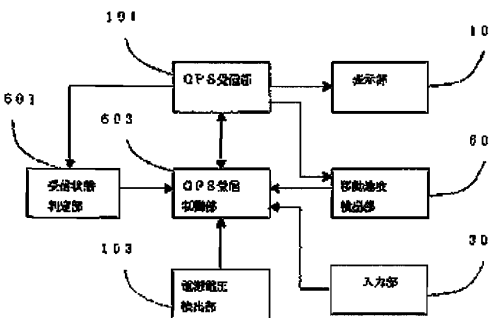 101
10
GPS受信部
表示部
601
603
60
受信状態
判定部
GPS受信
制御部
移動速度
検出部
103
30
電源電圧
検出部
入力部